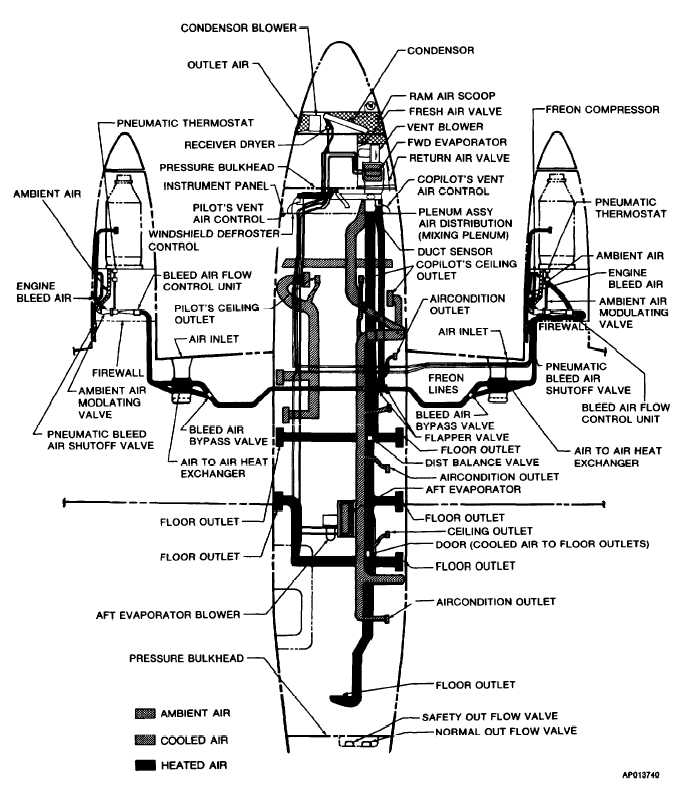 CONDENSOR BLOWER
CONDENSOR
OUTLET AIR
RAM AIR SCOOP
FRESH AIR VALVE
FREON COMPRESSOR
PNEUMATIC THERMOSTAT
VENT BLOWER
RECEIVER DRYER
FWD EVAPORATOR
RETURN AIR VALVE
PRESSURE BULKHEAD
INSTRUMENT PANEL
COPILOT'S VENT
AIR CONTROL
AMBIENT AIR
PNEUMATIC
THERMOSTAT
PILOT'S VENT
AIR CONTROL
PLENUM ASSY
AIR DISTRIBUTION
(MIXING PLENUM)
WINDSHIELD DEFROSTER
CONTROL
DUCT SENSOR
AMBIENT AIR
COPILOT'S CEILING
OUTLET
BLEED AIR FLOW
CONTROL UNIT
ENGINE
BLEED AIR
ENGINE
BLEED AIR
AIRCONDITION
OUTLET
AMBIENT AIR
MODULATING
VALVE
PILOT'S CEILING
OUTLET
FIREWALL
AIR INLET
AIR INLET
FIREWALL
PNEUMATIC
BLEED AIR
SHUTOFF VALVE
FREON
LINES
AMBIENT AIR
MODULATING
VALVE
BLEED AIR FLOW
CONTROL UNIT
BLEED AIR
BYPASS VALVE
BLEED AIR
BYPASS VALVE
PNEUMATIC BLEED
AIR SHUTOFF VALVE
FLAPPER VALVE
FLOOR OUTLET
AIR TO AIR HEAT
EXCHANGER
AIR TO AIR HEAT
EXCHANGER
DIST BALANCE VALVE
AIRCONDITION OUTLET
AFT EVAPORATOR
FLOOR OUTLET
FLOOR OUTLET
CEILING OUTLET
DOOR (COOLED AIR TO FLOOR OUTLETS)
FLOOR OUTLET
FLOOR OUTLET
AIRCONDITION OUTLET
AFT EVAPORATOR BLOWER
PRESSURE BULKHEAD
FLOOR OUTLET
AMBIENT AIR
SAFETY OUT FLOW VALVE
NORMAL OUT FLOW VALVE
COOLED AIR
HEATED AIR
AP013740